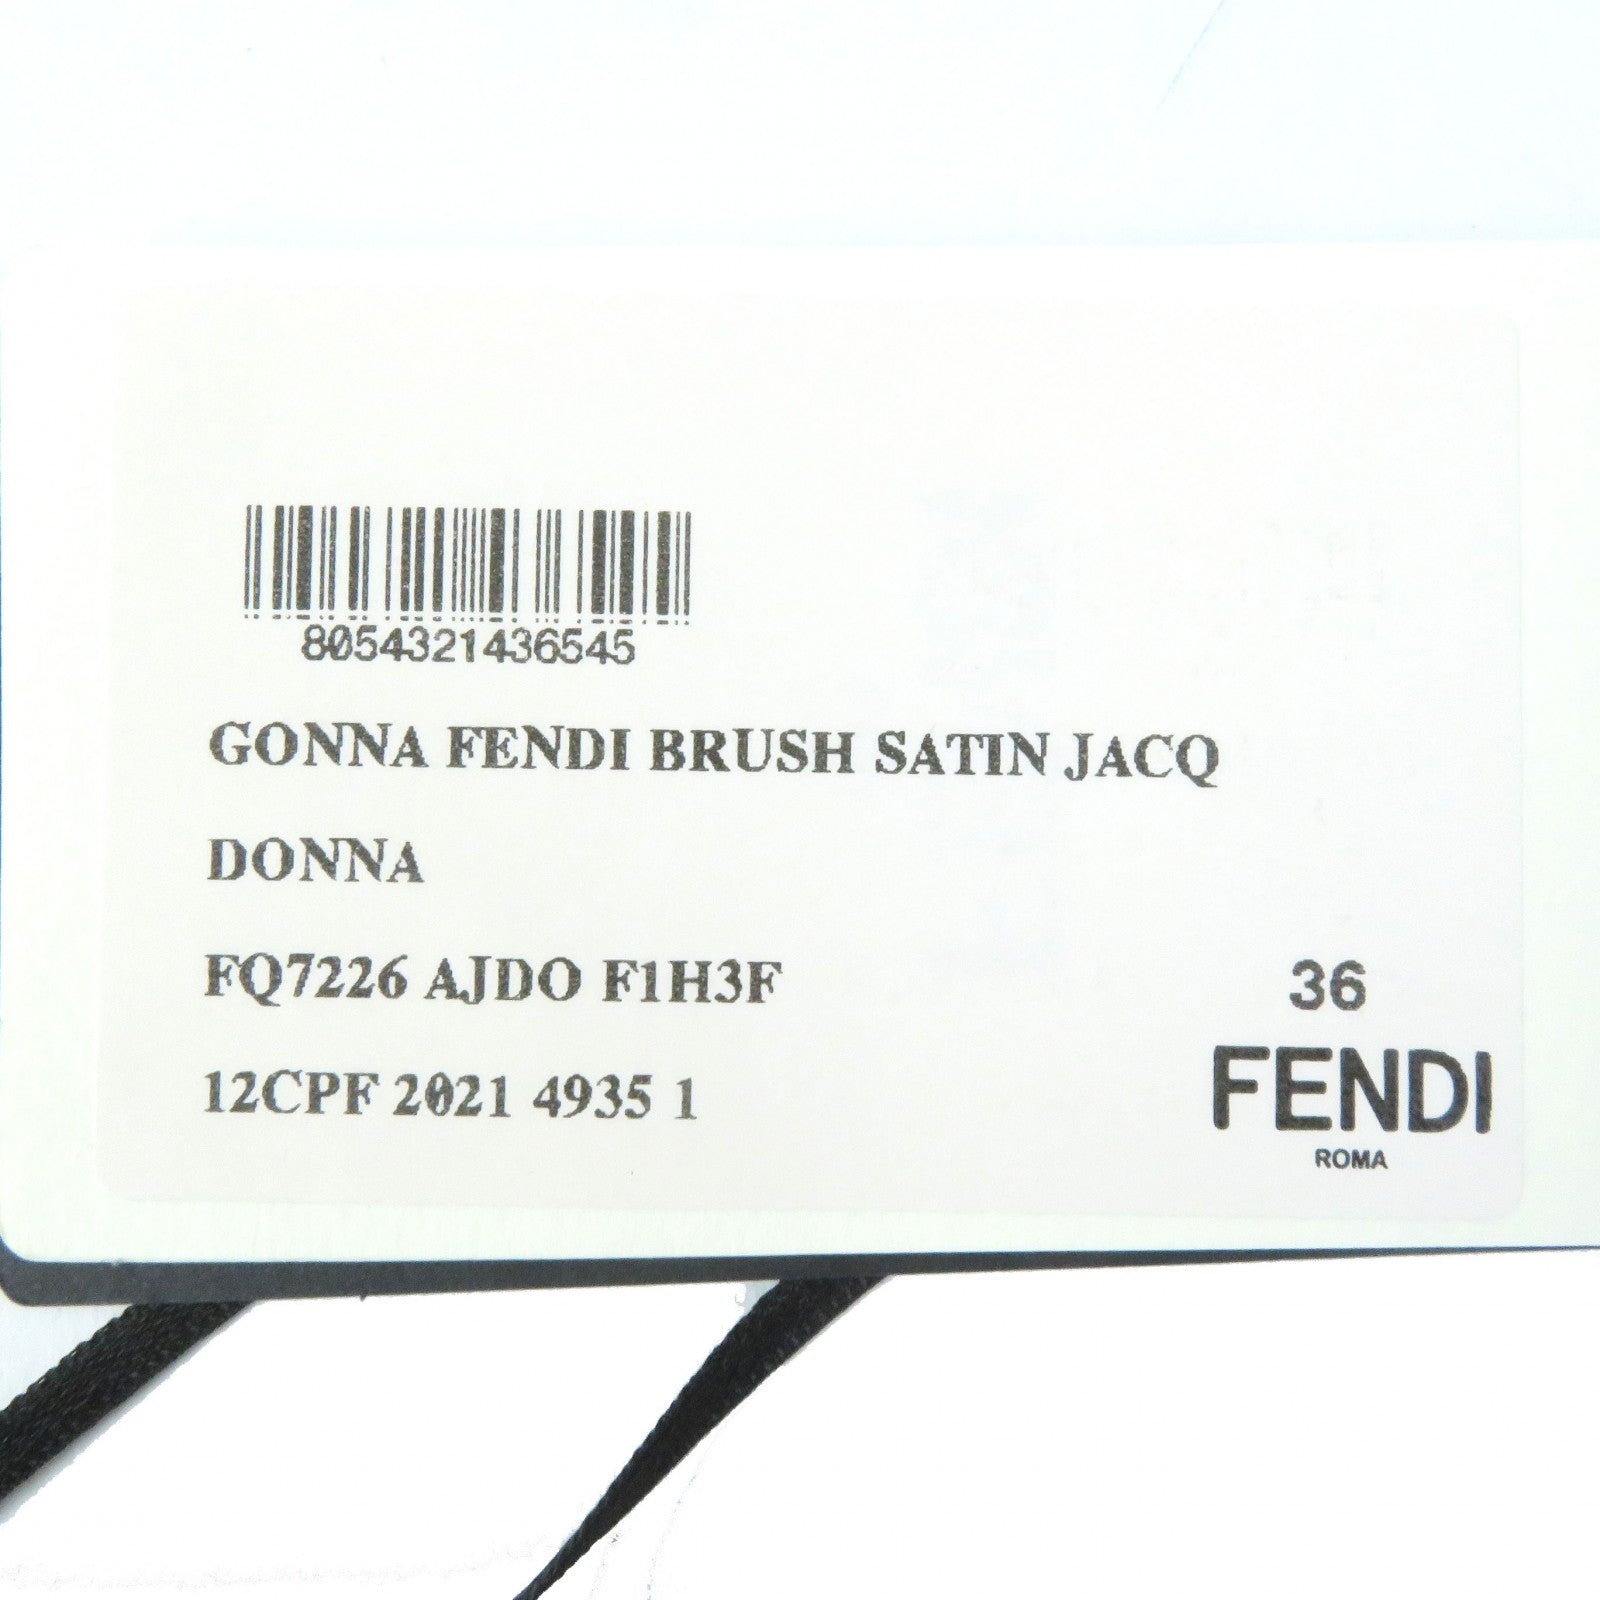 8054321436545
GONNA FENDI BRUSH SATIN JACQ
DONNA
FQ7226 AJDO F1H3F
36
12CPF 2021 4935 1
FENDI
ROMA